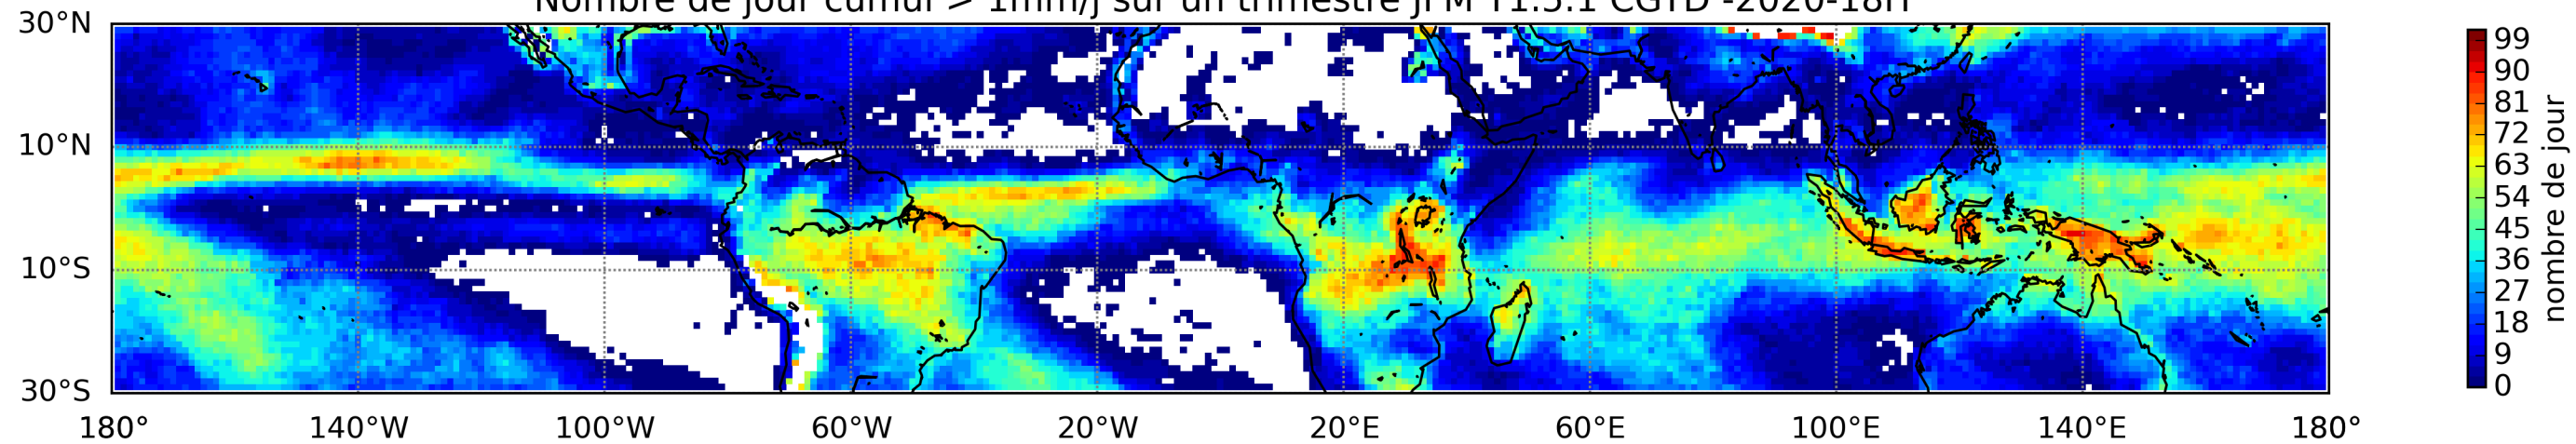 Nombre de jour cumul > 1mm/j sur un trimestre JFM T1.5.1 CGTD -2020-18H
30°N
10°N
10°S
30°S
180° 140°W 100°W 60°W 20°W 20°E 60°E 100°E 140°E 180°
99
90
81
72
63
54
45
36
27
18
9
0
nombre de jour